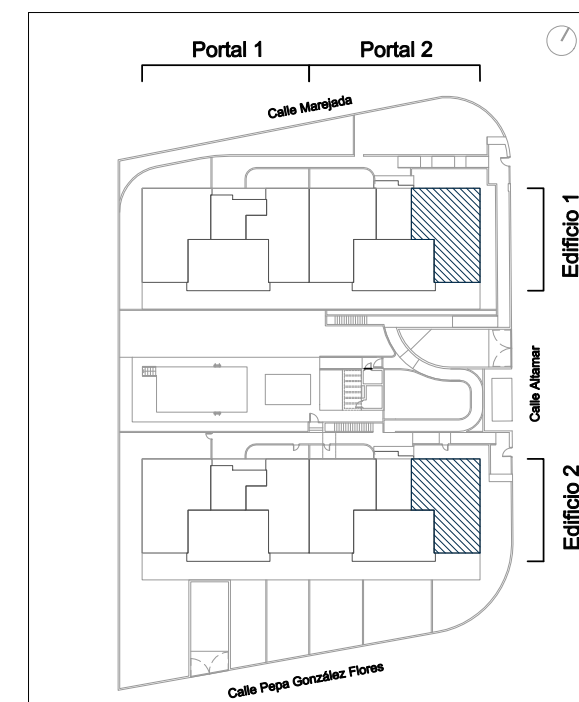 Portal 1
Portal 2
Calle Marejada
Edificio 1
Calle Altamar
Edificio 2
Calle Pepa González Flores